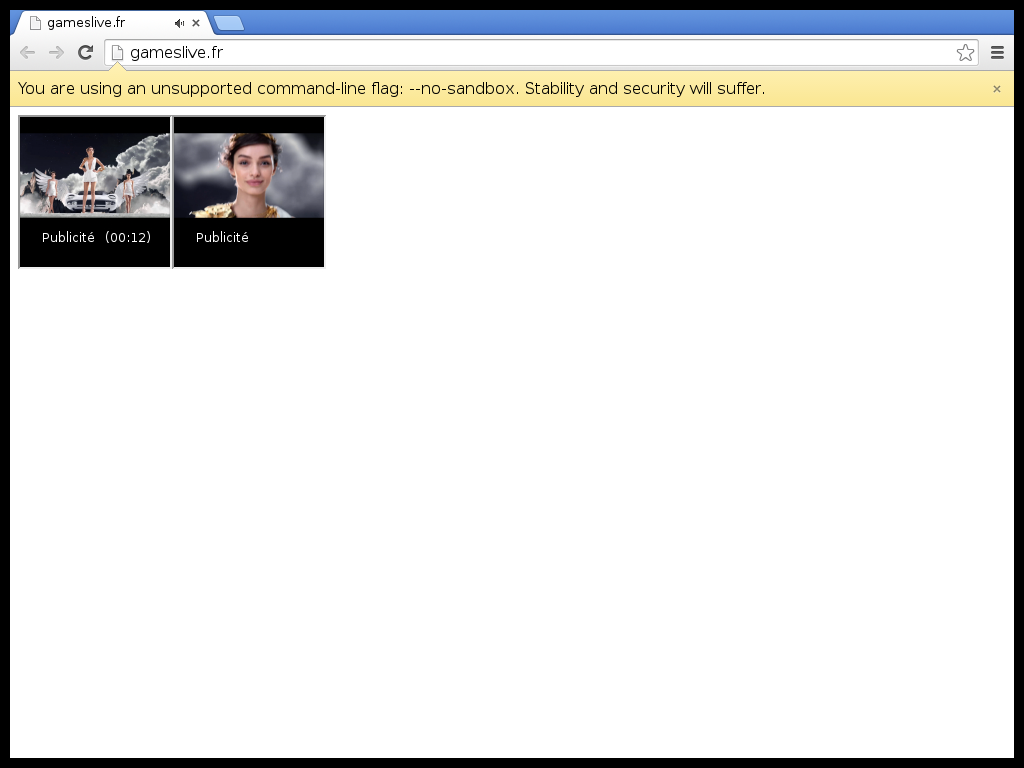 gameslive.fr
gameslive.fr
You are using an unsupported command-line flag: --no-sandbox. Stability and security will suffer.
Publicité (00:12)
Publicité